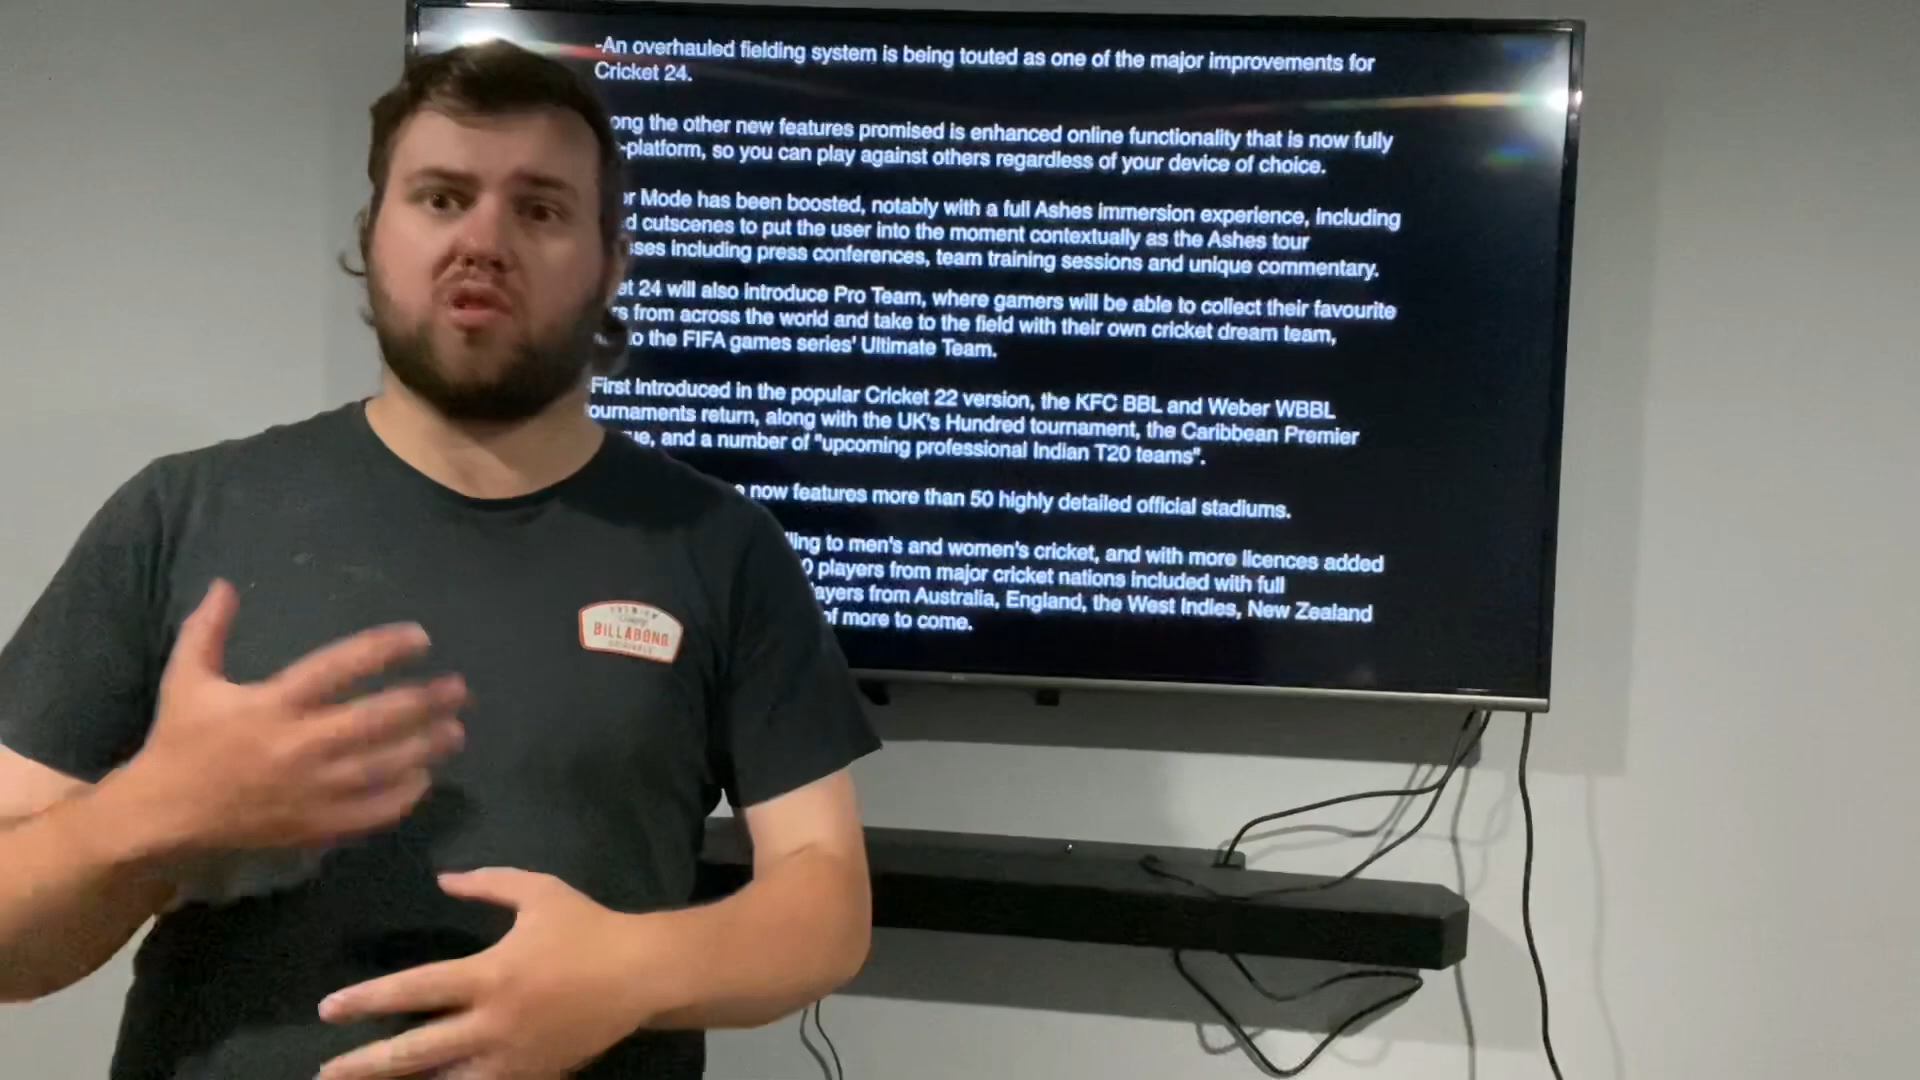 -An overhauled fielding system is being touted as one of the major improvements for
Cricket 24.
the other new features promised is enhanced online functionality that is now fully
-platform, so you can play against others regardless of your device of choice.
Mode has been boosted, notably with a full Ashes immersion experience, including
cutscenes to put the user into the moment contextually as the Ashes tour
including press conferences, team training sessions and unique commentary.
24 will also introduce Pro Team, where gamers will be able to collect their favourite
from across the world and take to the field with their own cricket dream team,
the FIFA games series' Ultimate Team.
First introduced in the popular Cricket 22 version, the KFC BBL and Weber WBBL
return, along with the UK's Hundred tournament, the Caribbean Premier
and a number of "upcoming professional Indian T20 teams".
now features more than 50 highly detailed official stadiums.
to men's and women's cricket, and with more licences added
players from major cricket nations included with full
from Australia, England, the West Indies, New Zealand
more to come.
BILLABONG